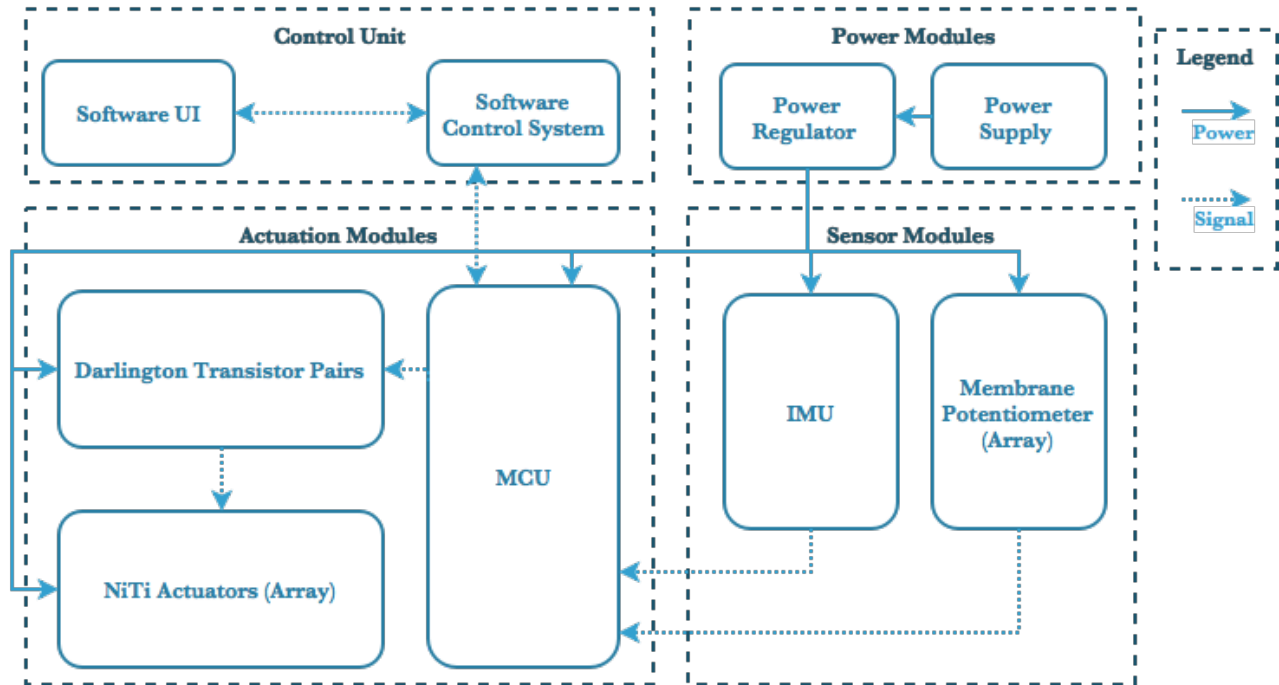 Control Unit
Software UI
Software
Control System
Power Modules
Power
Regulator
Power
Supply
Legend
Power
Signal
Actuation Modules
Darlington Transistor Pairs
NiTi Actuators (Array)
MCU
Sensor Modules
IMU
Membrane
Potentiometer
(Array)